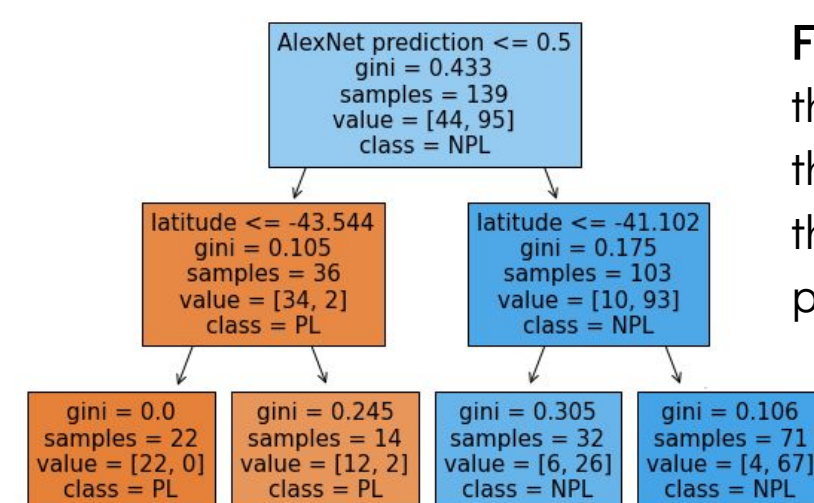 AlexNet prediction <= 0.5
gini = 0.433
samples = 139
value = [44, 95]
class = NPL
latitude <= -43.544
gini = 0.105
samples = 36
value = [34, 2]
class = PL
latitude <= -41.102
gini = 0.175
samples = 103
value = [10, 93]
class = NPL
gini = 0.0
samples = 22
value = [22, 0]
class = PL
gini = 0.245
samples = 14
value = [12, 2]
class = PL
gini = 0.305
samples = 32
value = [6, 26]
class = NPL
gini = 0.106
samples = 71
value = [4, 67]
class = NPL